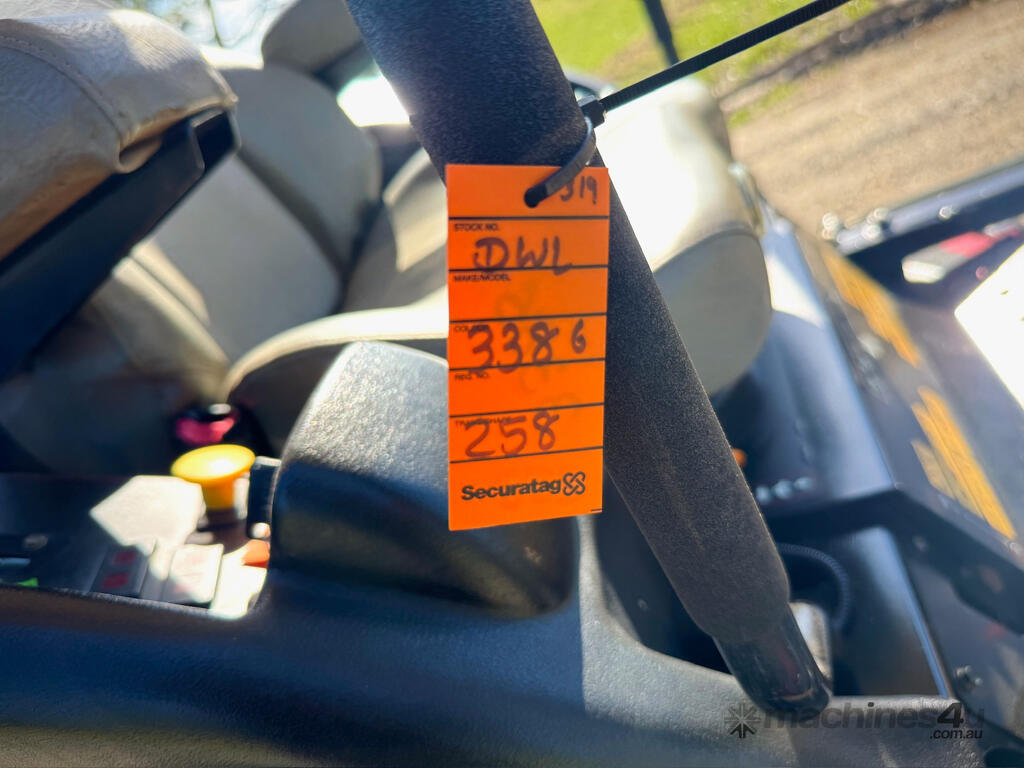 319
STOCK NO.
DWL
MAKE/MODEL
3386
REG. NO.
258
Securatag
machines4u
.com.au